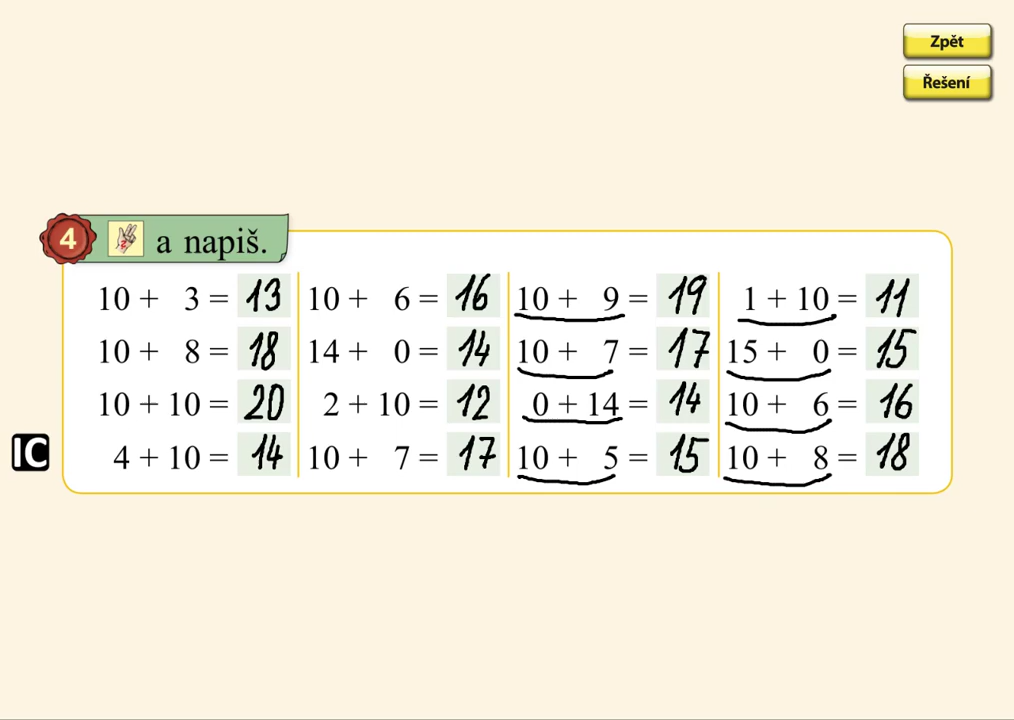 Zpět
Řešení
4 a napiš.
10 + 3 = 13 10 + 6 = 16 10 + 9 = 19 1 + 10 = 11
10 + 8 = 18 14 + 0 = 14 10 + 7 = 17 15 + 0 = 15
10 + 10 = 20 2 + 10 = 12 0 + 14 = 14 10 + 6 = 16
IC 4 + 10 = 14 10 + 7 = 17 10 + 5 = 15 10 + 8 = 18